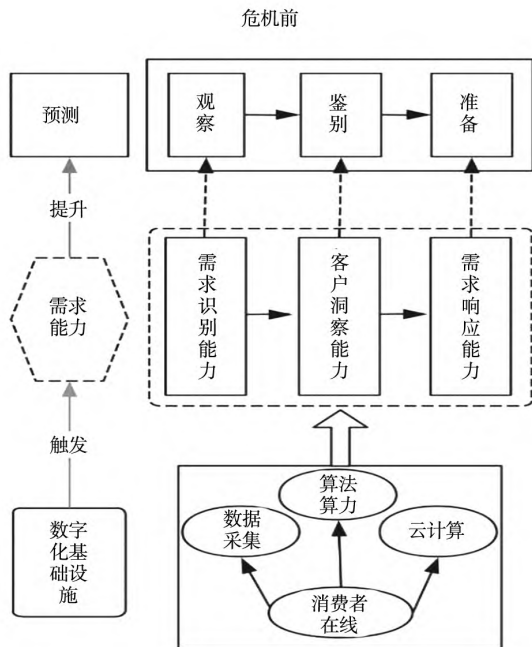 危机前
预测
观
察
鉴
别
准
备
提升
需求
能力
需
求
识
别
能
力
客
户
洞
察
能
力
需
求
响
应
能
力
触发
数字
化基
础设
施
算法
算力
数据
采集
云计算
消费者
在线